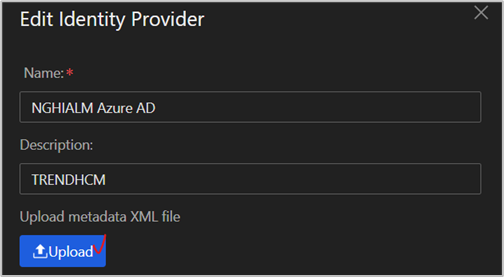 Edit Identity Provider
Name:*
NGHIALM Azure AD
Description:
TRENDHCM
Upload metadata XML file
Upload